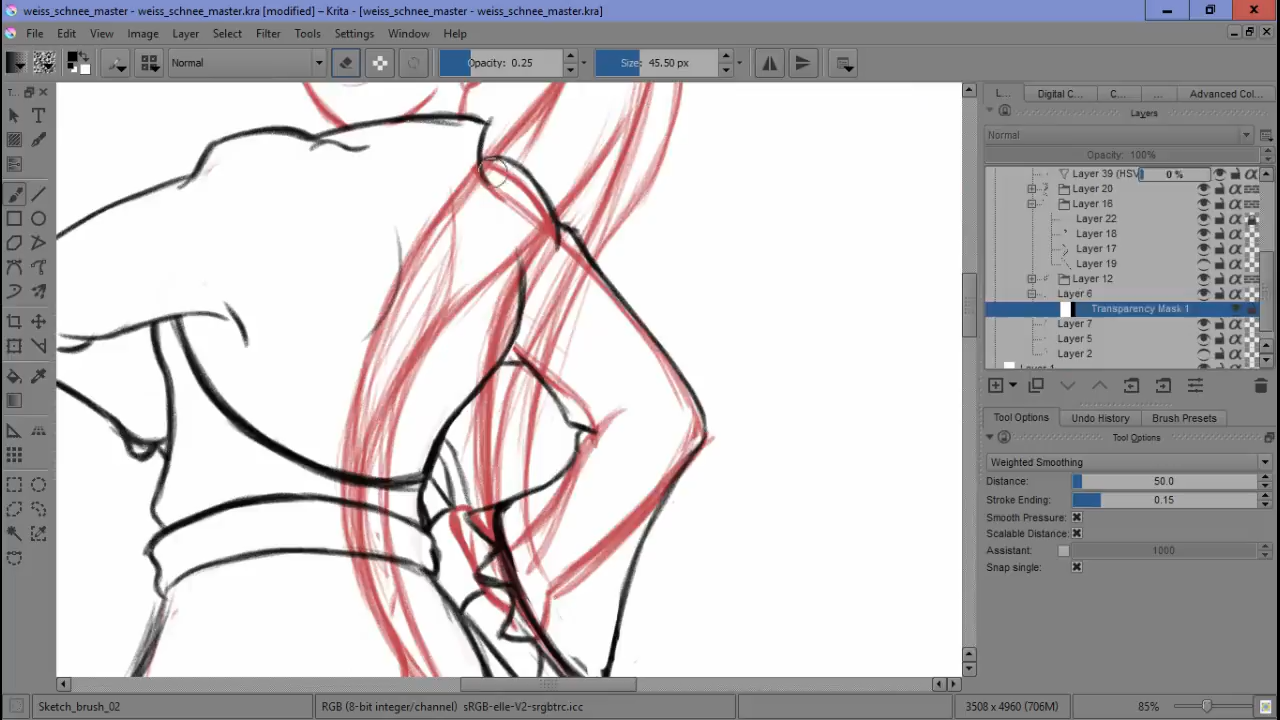 weiss_schnee_master - weiss_schnee_master.kra [modified] – Krita - [weiss_schnee_master - weiss_schnee_master.kra]
File Edit View Image Layer Select Filter Tools Settings Window Help
Normal Opacity: 0.25 Size: 45.50 px
T...
L... Digital C... C... ... Advanced Col...
Layers
Normal
Opacity: 100%
Layer 39 (HSV 0 %
Layer 20
Layer 16
Layer 22
Layer 18
Layer 17
Layer 19
Layer 12
Layer 6
Transparency Mask 1
Layer 7
Layer 5
Layer 2
Tool Options Undo History Brush Presets
Tool Options
Weighted Smoothing
Distance: 50.0
Stroke Ending: 0.15
Smooth Pressure:
Scalable Distance:
Assistant: 1000
Snap single:
Sketch_brush_02 RGB (8-bit integer/channel) sRGB-elle-V2-srgbtrc.icc 3508 x 4960 (706M) 85%